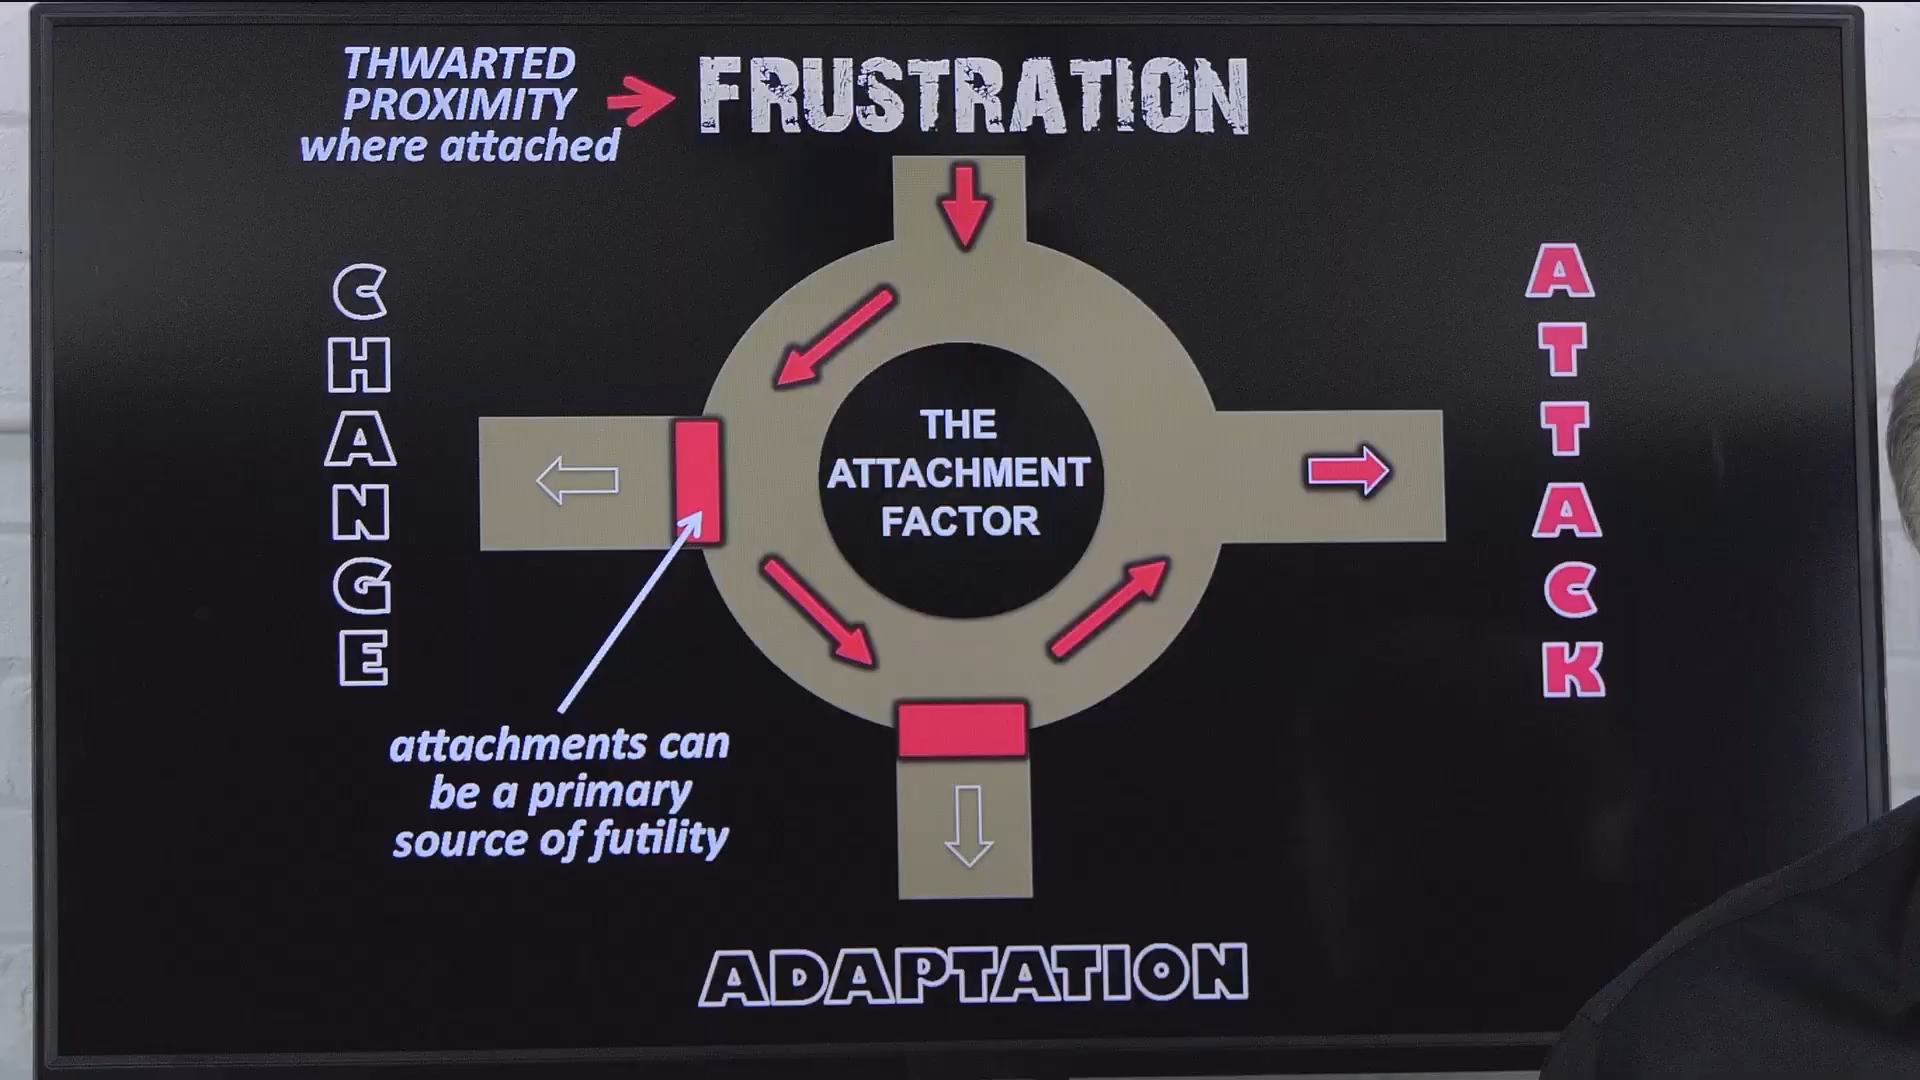 THWARTED
PROXIMITY
where attached
FRUSTRATION
CHANGE
THE
ATTACHMENT
FACTOR
ATTACK
attachments can
be a primary
source of futility
ADAPTATION